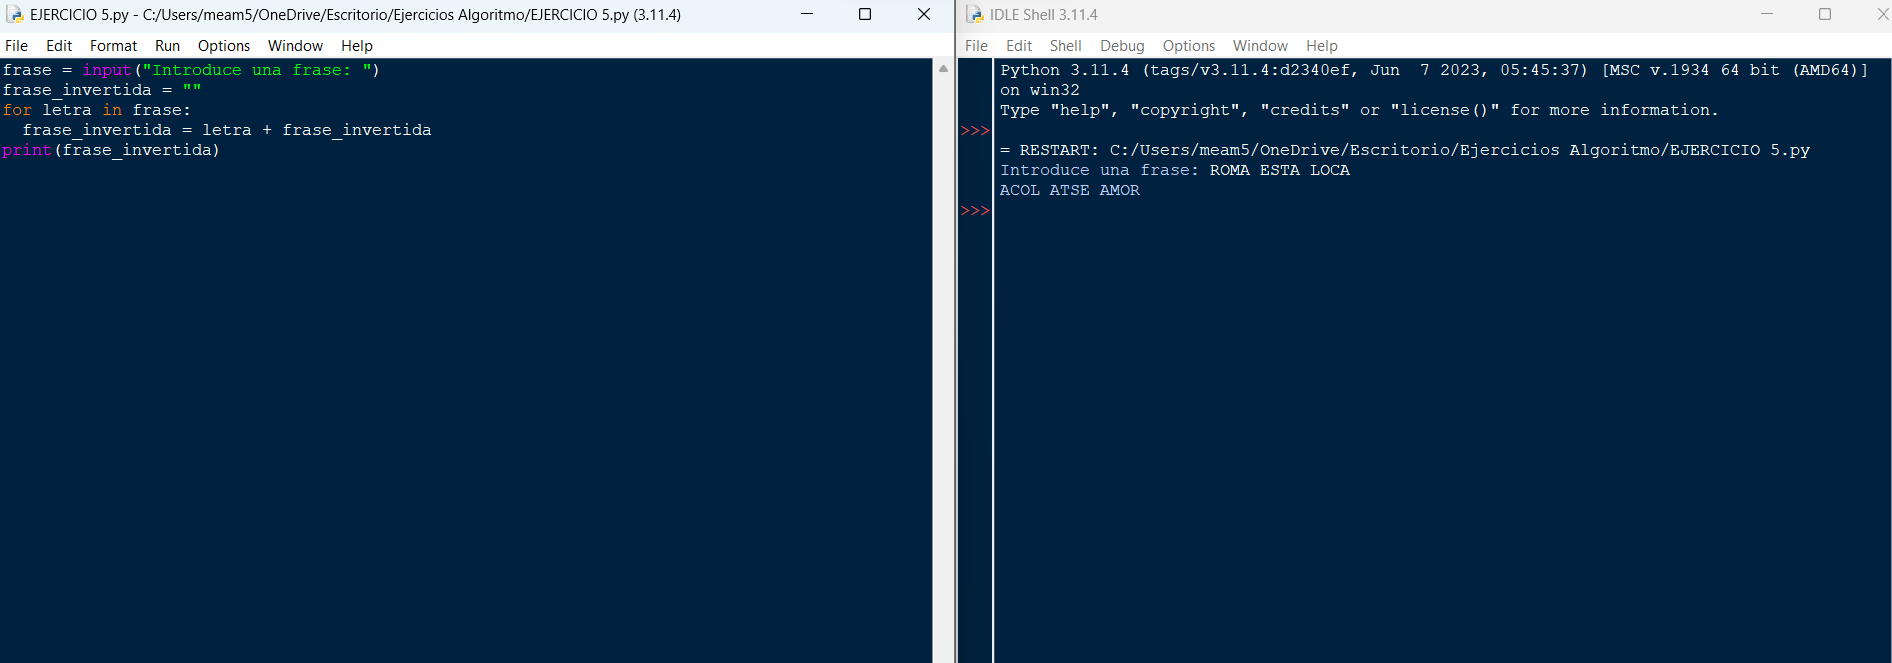 EJERCICIO 5.py - C:/Users/meam5/OneDrive/Escritorio/Ejercicios Algoritmo/EJERCICIO 5.py (3.11.4)
File Edit Format Run Options Window Help
frase = input("Introduce una frase: ")
frase_invertida = ""
for letra in frase:
  frase_invertida = letra + frase_invertida
print(frase_invertida)
IDLE Shell 3.11.4
File Edit Shell Debug Options Window Help
Python 3.11.4 (tags/v3.11.4:d2340ef, Jun  7 2023, 05:45:37) [MSC v.1934 64 bit (AMD64)]
on win32
Type "help", "copyright", "credits" or "license()" for more information.
>>>
= RESTART: C:/Users/meam5/OneDrive/Escritorio/Ejercicios Algoritmo/EJERCICIO 5.py
Introduce una frase: ROMA ESTA LOCA
ACOL ATSE AMOR
>>>